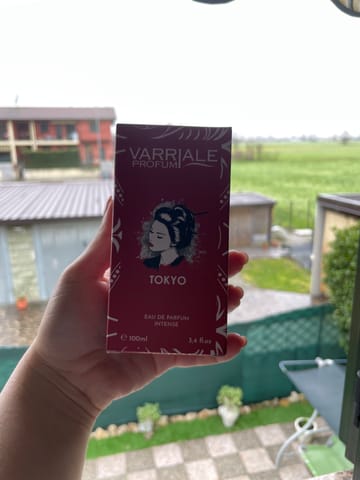 VARRIALE
PROFUMI
TOKYO
EAU DE PARFUM
INTENSE
℮ 100ml 3,4 fl oz